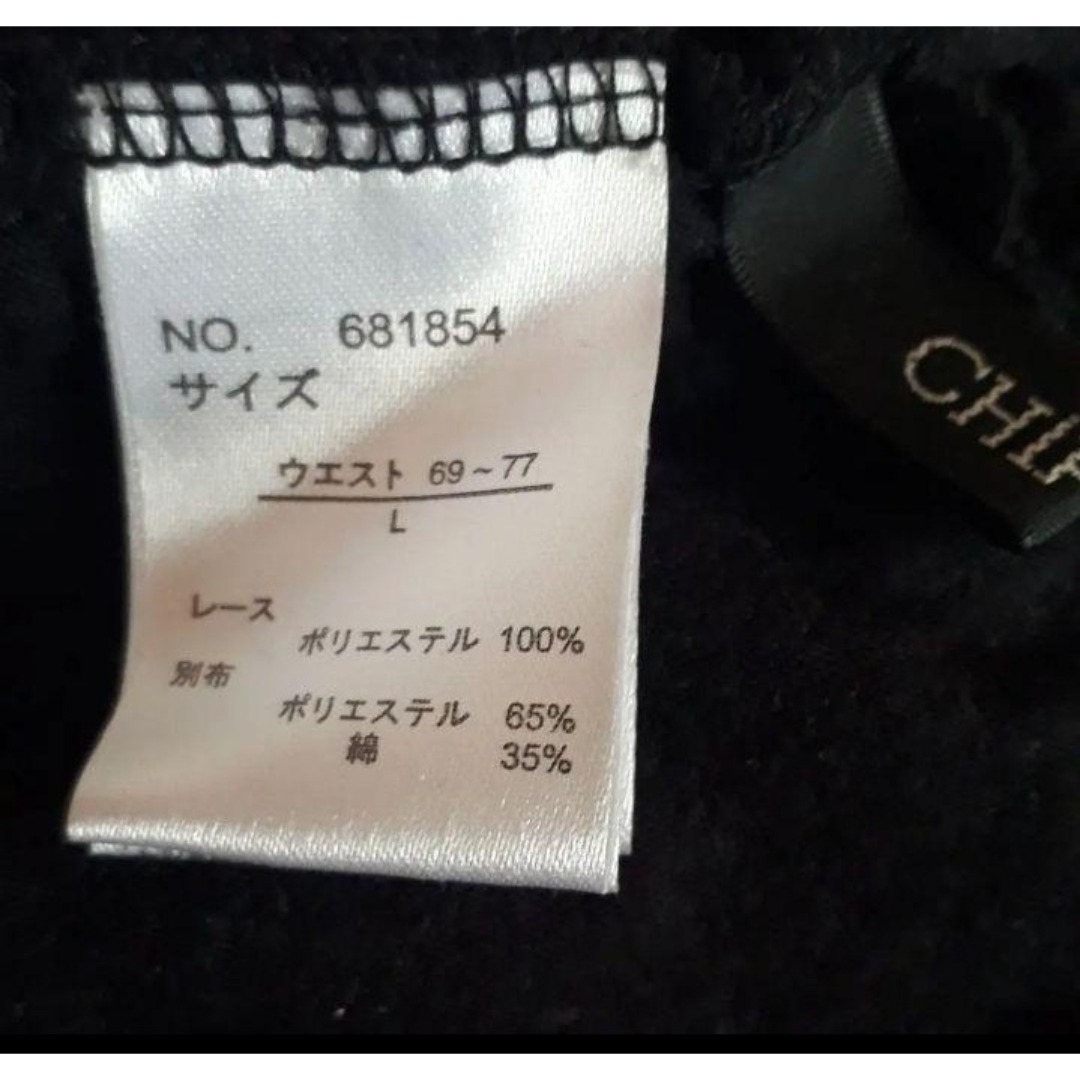 NO. 681854
サイズ
ウエスト 69~77
L
レース
ポリエステル 100%
別布
ポリエステル 65%
綿 35%